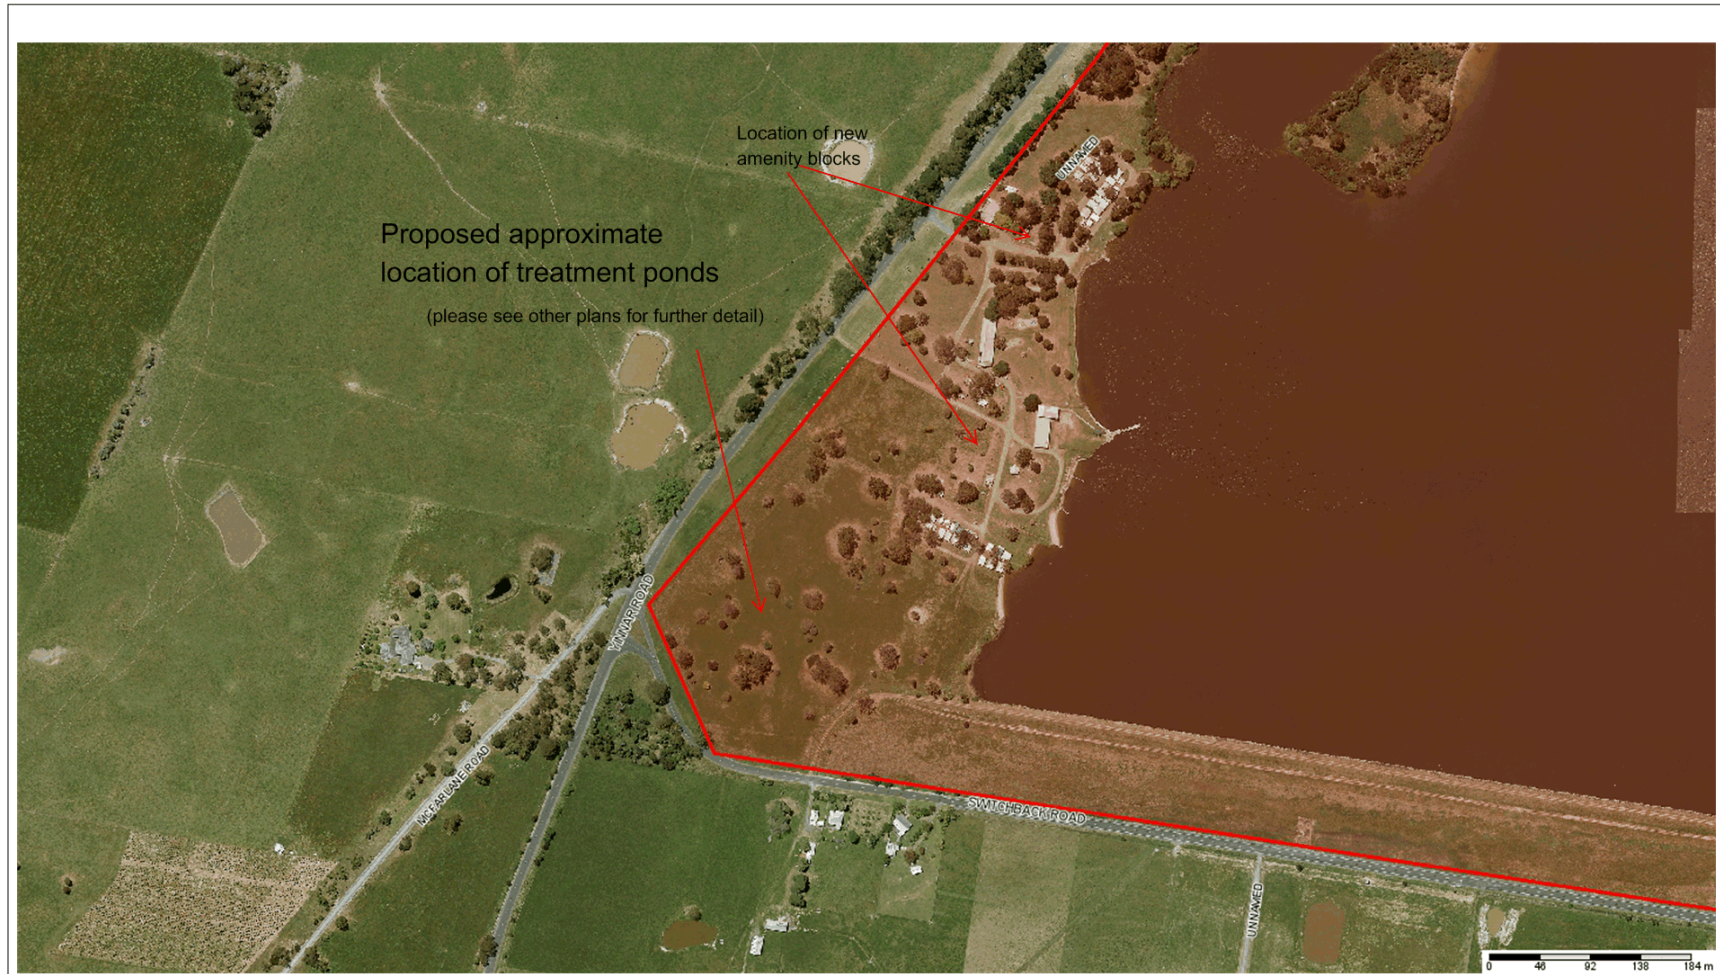 Location of new
amenity blocks
UNNAMED
Proposed approximate
location of treatment ponds
(please see other plans for further detail)
YINNAR ROAD
MCFARLANE ROAD
SWITCHBACK ROAD
UNNAMED
0 46 92 138 184 m